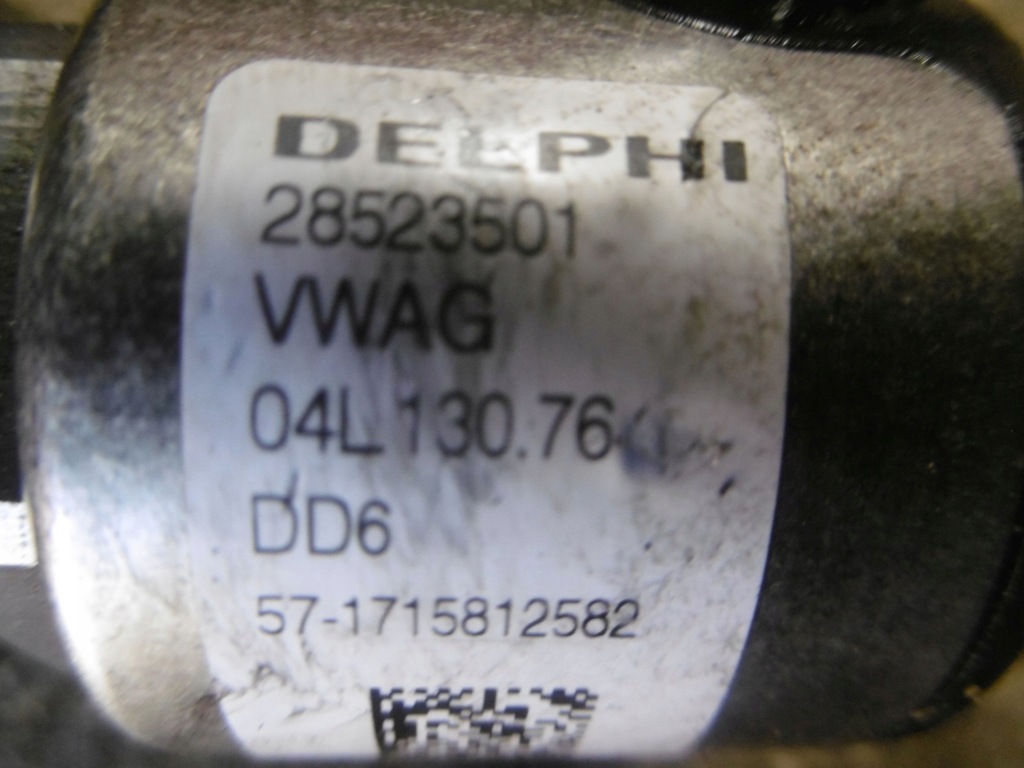 DELPHI
28523501
VWAG
04L 130.76
DD6
57-1715812582